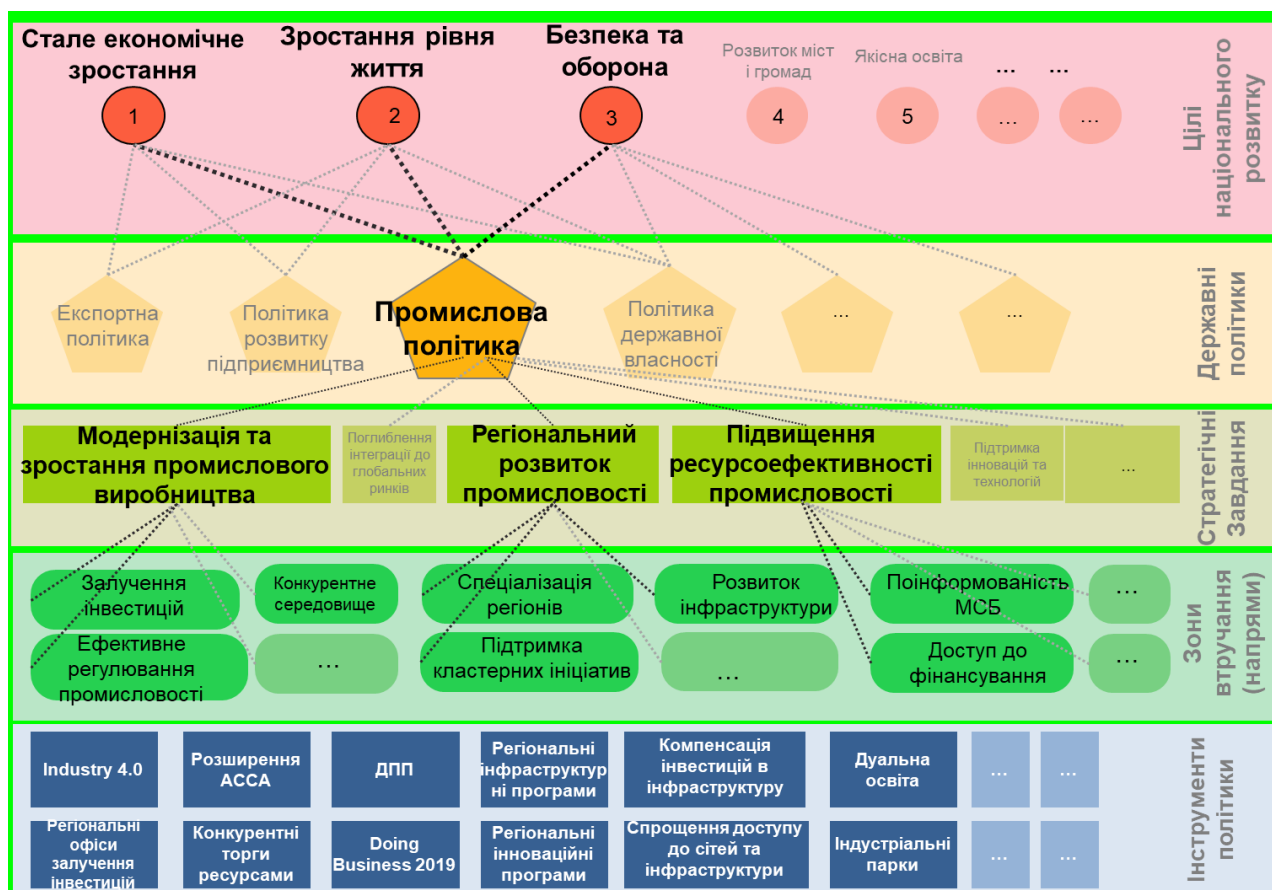 Стале економічне
зростання
Зростання рівня
життя
Безпека та
оборона
Розвиток міст
і громад
Якісна освіта
... ...
1
2
3
4
5
...
...
Цілі
національного
розвитку
Експортна
політика
Політика
розвитку
підприємництва
Промислова
політика
Політика
державної
власності
...
...
Державні
політики
Модернізація та
зростання промислового
виробництва
Поглиблення
інтеграції до
глобальних
ринків
Регіональний
розвиток
промисловості
Підвищення
ресурсоефективності
промисловості
Підтримка
інновацій та
технологій
...
Стратегічні
Завдання
Залучення
інвестицій
Конкурентне
середовище
Спеціалізація
регіонів
Розвиток
інфраструктури
Поінформованість
МСБ
...
Ефективне
регулювання
промисловості
...
Підтримка
кластерних ініціатив
...
Доступ до
фінансування
...
Зони
втручання
(напрями)
Industry 4.0
Розширення
АССА
ДПП
Регіональні
інфраструктур
ні програми
Компенсація
інвестицій в
інфраструктуру
Дуальна
освіта
...
...
Регіональні
офіси
залучення
інвестицій
Конкурентні
торги
ресурсами
Doing
Business 2019
Регіональні
інноваційні
програми
Спрощення доступу
до сітей та
інфраструктури
Індустріальні
парки
...
...
Інструменти
політики